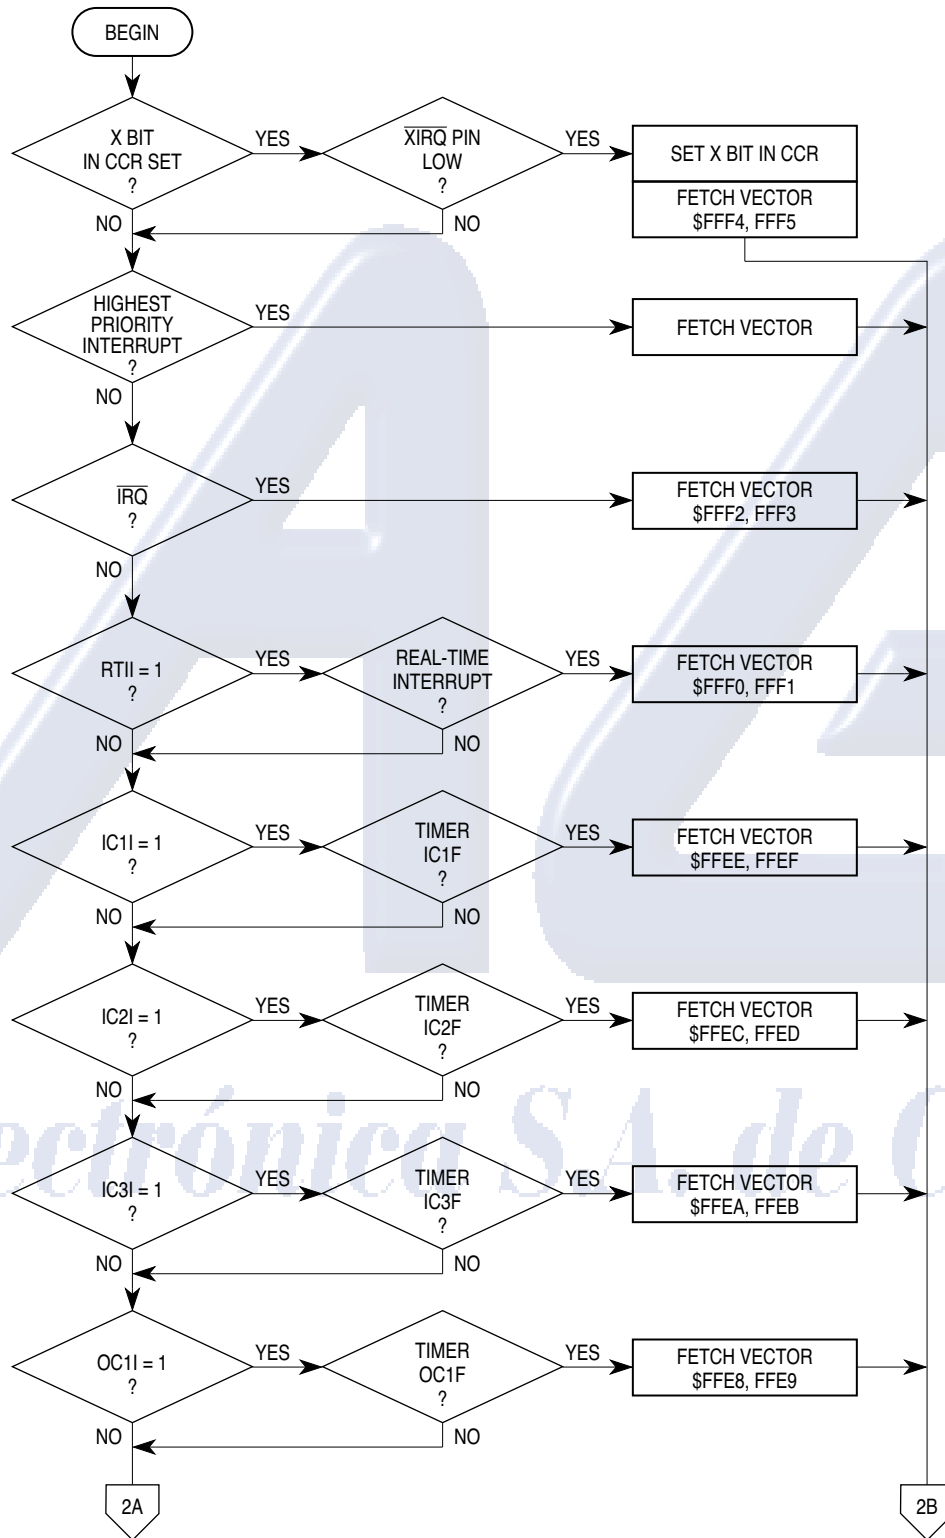 BEGIN
X BIT
IN CCR SET
?
YES
XIRQ PIN
LOW
?
YES
SET X BIT IN CCR
FETCH VECTOR
$FFF4, FFF5
NO
NO
HIGHEST
PRIORITY
INTERRUPT
?
YES
FETCH VECTOR
NO
IRQ
?
YES
FETCH VECTOR
$FFF2, FFF3
NO
RTII = 1
?
YES
REAL-TIME
INTERRUPT
?
YES
FETCH VECTOR
$FFF0, FFF1
NO
NO
IC1I = 1
?
YES
TIMER
IC1F
?
YES
FETCH VECTOR
$FFEE, FFEF
NO
NO
IC2I = 1
?
YES
TIMER
IC2F
?
YES
FETCH VECTOR
$FFEC, FFED
NO
NO
ectrónica S.A. de C
IC3I = 1
?
YES
TIMER
IC3F
?
YES
FETCH VECTOR
$FFEA, FFEB
NO
NO
OC1I = 1
?
YES
TIMER
OC1F
?
YES
FETCH VECTOR
$FFE8, FFE9
NO
NO
2A
2B